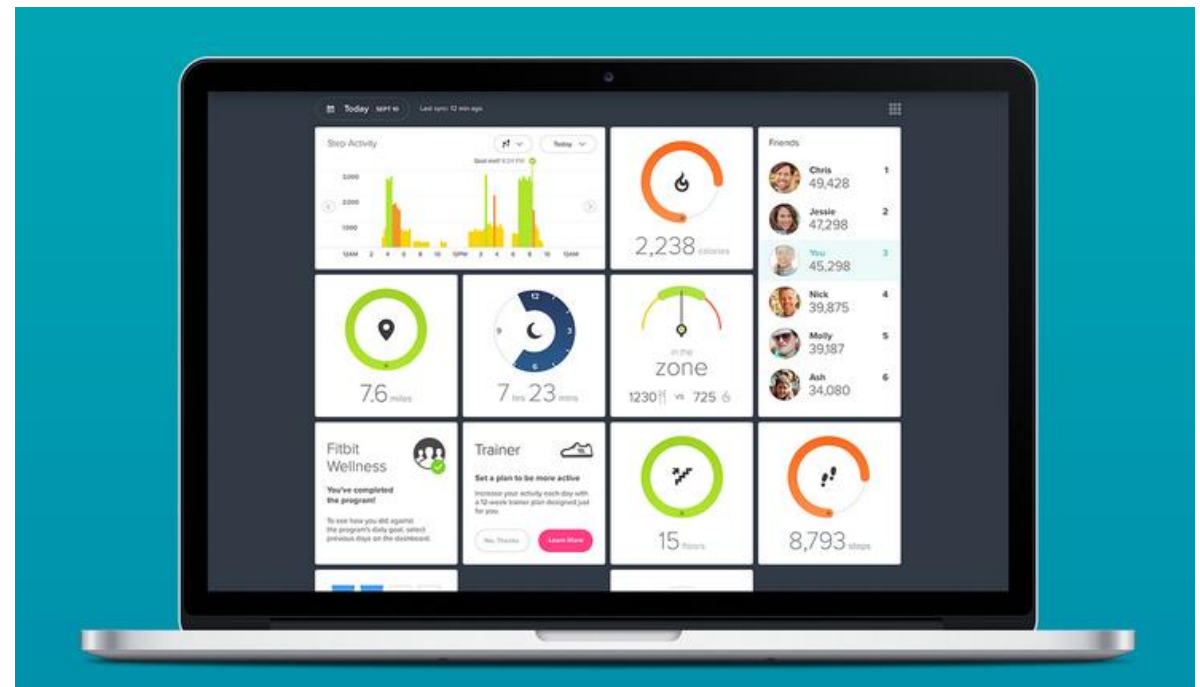 Today SEPT 10
Last sync: 12 min ago
Step Activity
Today
Goal met! 8:24 PM
3,000
2,000
1,000
12AM 2 4 6 8 10 12PM 2 4 6 8 10 12AM
2,238 calories
Friends
Chris 1
49,428
Jessie 2
47,298
You 3
45,298
Nick 4
39,875
Molly 5
39,187
Ash 6
34,080
7.6 miles
12
3
6
9
7 hrs 23 mins
in the
zone
1230 vs 725
Fitbit
Wellness
You've completed
the program!
To see how you did against
the program's daily goal, select
previous days on the dashboard.
Trainer
Set a plan to be more active
Increase your activity each day with
a 12-week trainer plan designed just
for you.
No, Thanks
Learn More
15 floors
8,793 steps